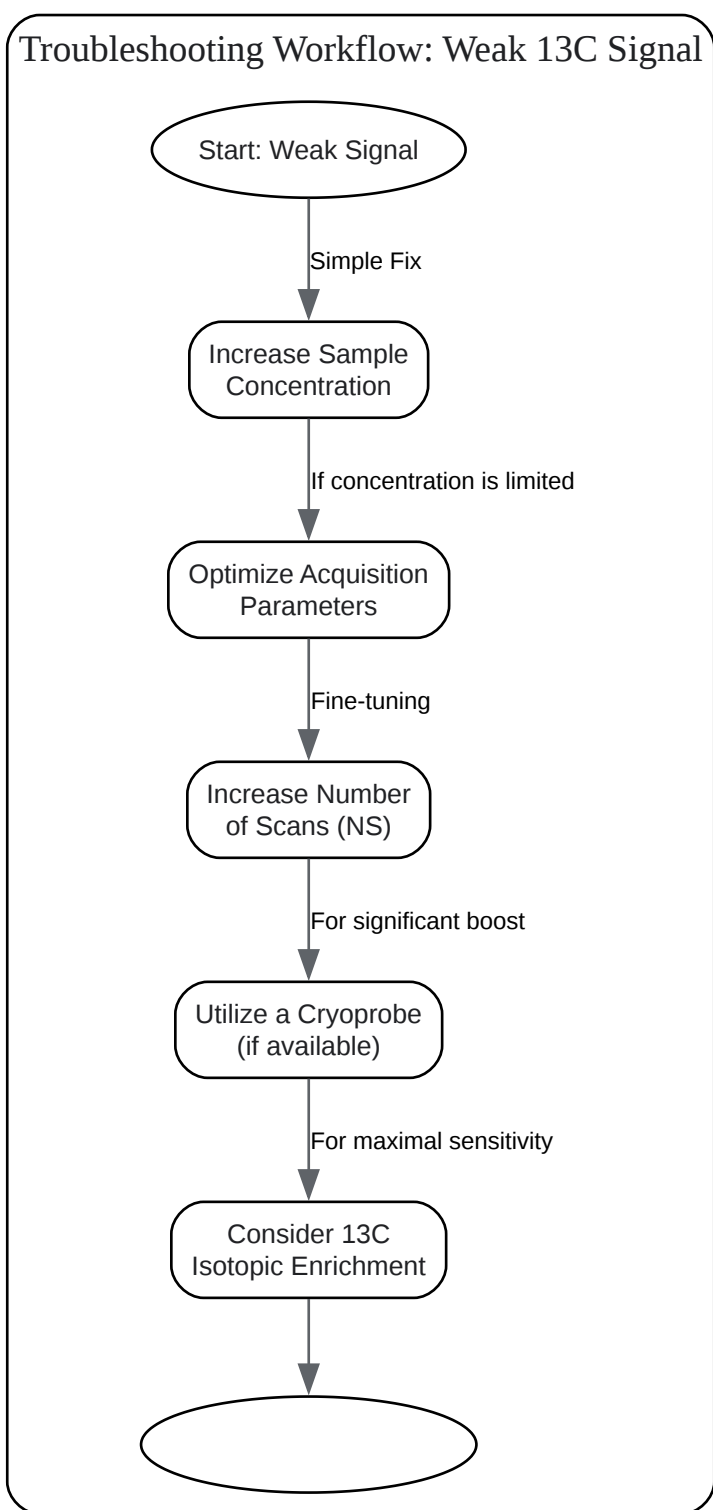 Troubleshooting Workflow: Weak 13C Signal
Start: Weak Signal
Simple Fix
Increase Sample
Concentration
If concentration is limited
Optimize Acquisition
Parameters
Fine-tuning
Increase Number
of Scans (NS)
For significant boost
Utilize a Cryoprobe
(if available)
For maximal sensitivity
Consider 13C
Isotopic Enrichment